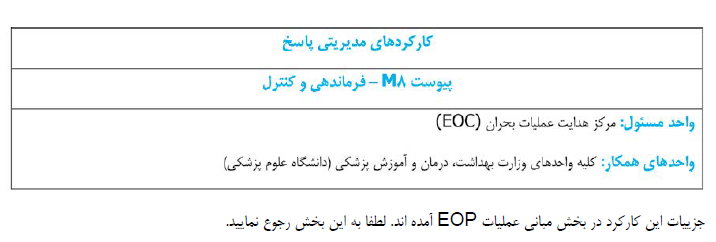 کارکردهای مدیریتی پاسخ
پیوست M۸ – فرماندهی و کنترل
واحد مسئول: مرکز هدایت عملیات بحران (EOC)
واحدهای همکار: کلیه واحدهای وزارت بهداشت، درمان و آموزش پزشکی (دانشگاه علوم پزشکی)
جزییات این کارکرد در بخش مبانی عملیات EOP آمده اند. لطفا به این بخش رجوع نمایید.